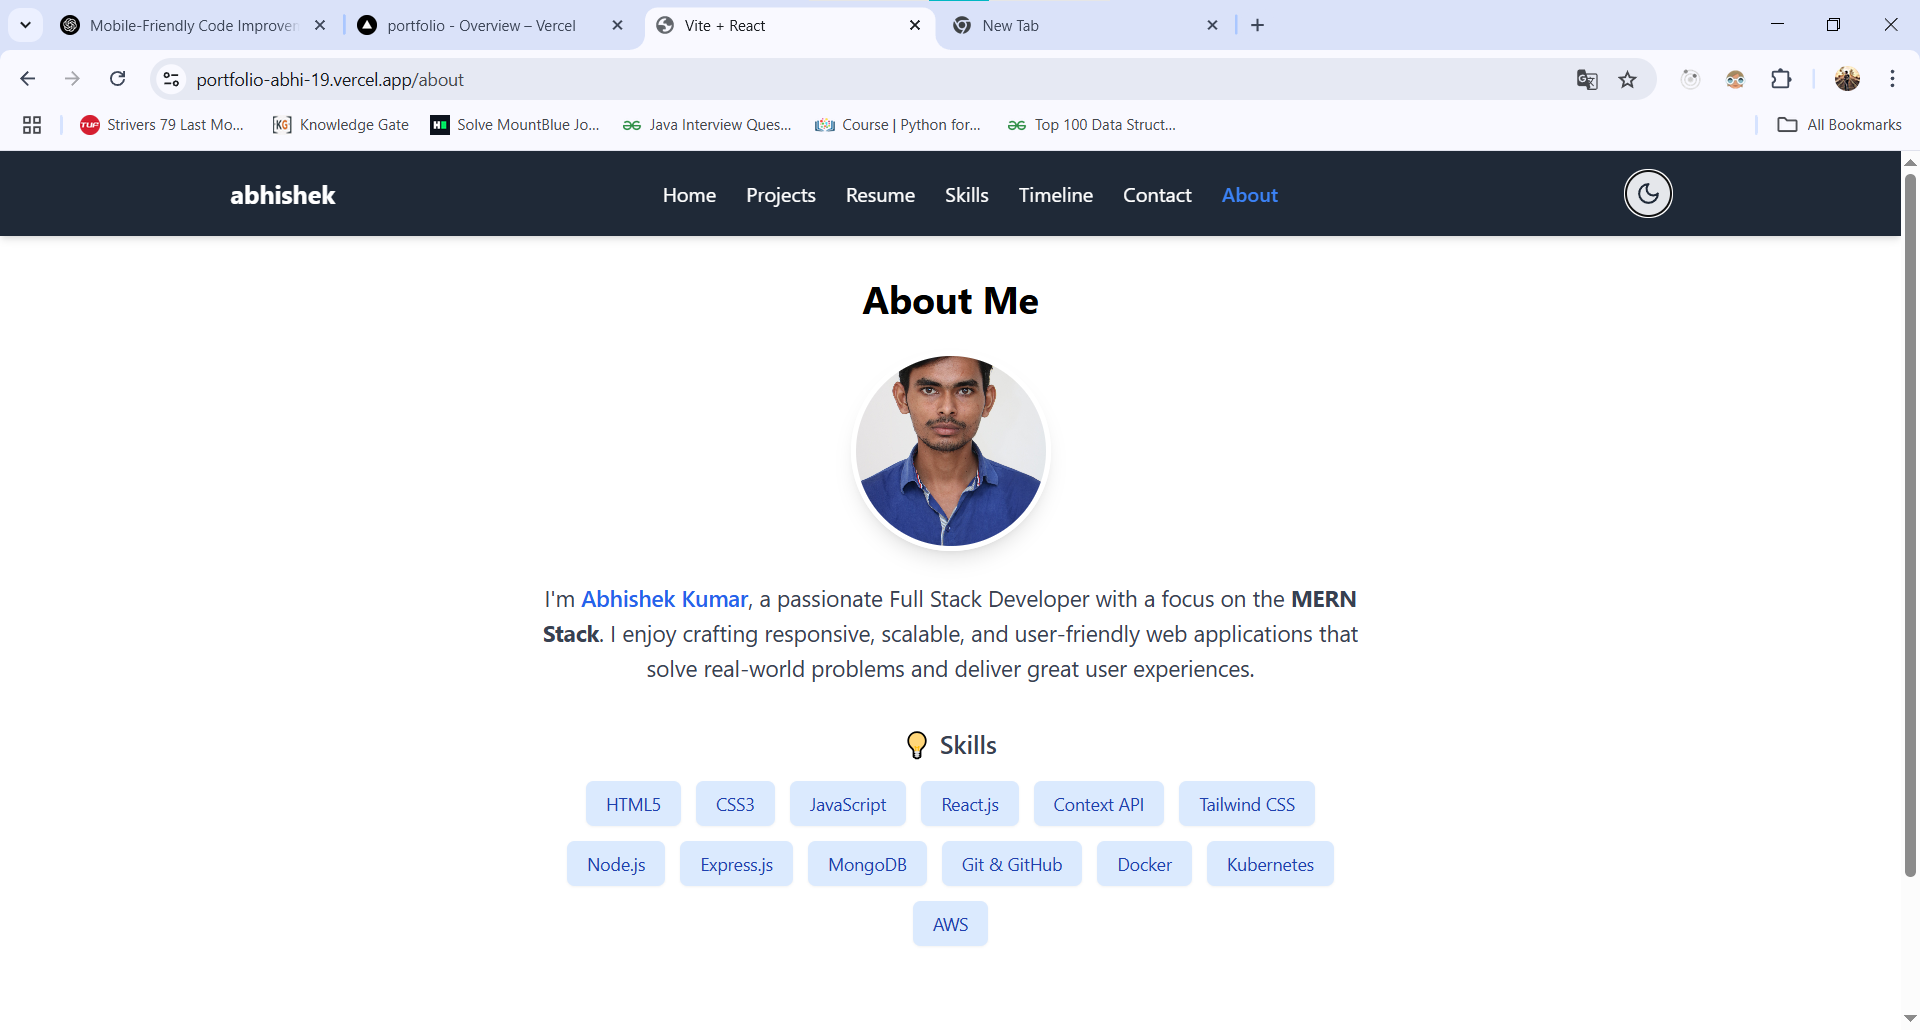 Mobile-Friendly Code Improven
portfolio - Overview – Vercel
Vite + React
New Tab
portfolio-abhi-19.vercel.app/about
Strivers 79 Last Mo...
Knowledge Gate
Solve MountBlue Jo...
Java Interview Ques...
Course | Python for...
Top 100 Data Struct...
All Bookmarks
abhishek
Home
Projects
Resume
Skills
Timeline
Contact
About
About Me
I'm Abhishek Kumar, a passionate Full Stack Developer with a focus on the MERN
Stack. I enjoy crafting responsive, scalable, and user-friendly web applications that
solve real-world problems and deliver great user experiences.
Skills
HTML5
CSS3
JavaScript
React.js
Context API
Tailwind CSS
Node.js
Express.js
MongoDB
Git & GitHub
Docker
Kubernetes
AWS